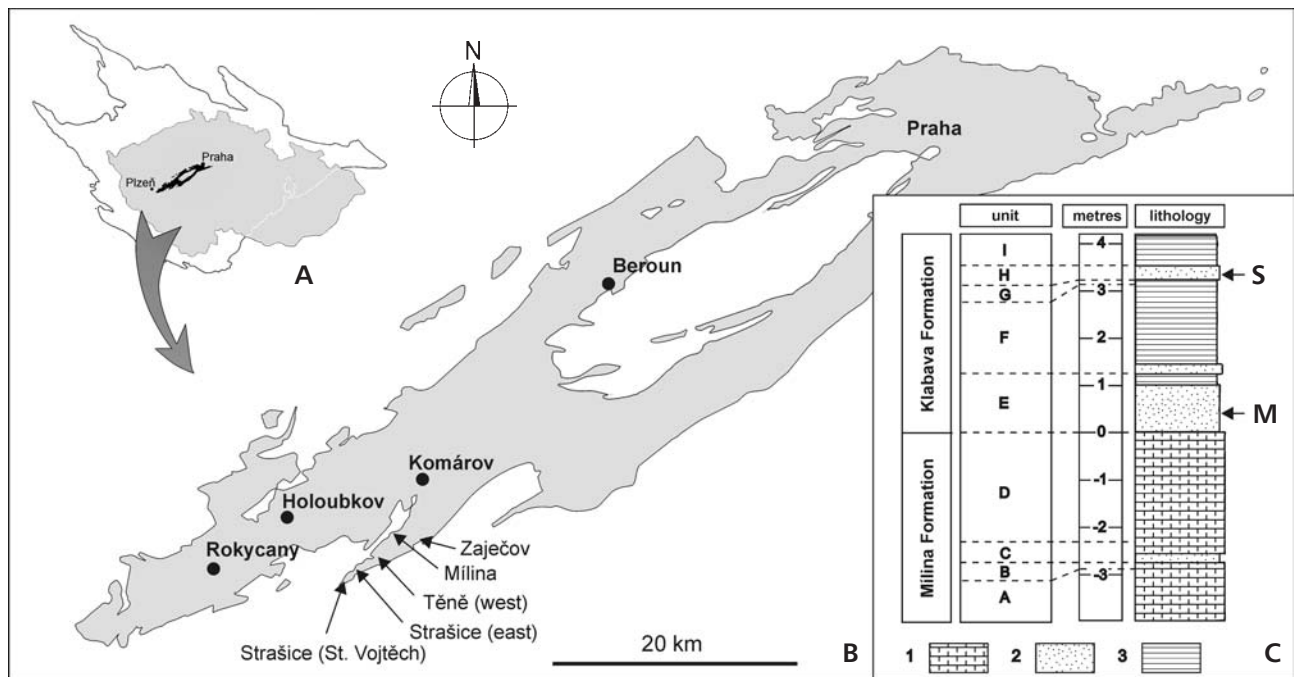 N
Praha
Plzeň
A
Praha
Beroun
Komárov
Holoubkov
Rokycany
Zaječov
Mílina
Těně (west)
Strašice (east)
Strašice (St. Vojtěch)
20 km
B
unit metres lithology
Klabava Formation
Mílina Formation
I
H
G
F
E
D
C
B
A
4
3
2
1
0
-1
-2
-3
S
M
1 2 3
C